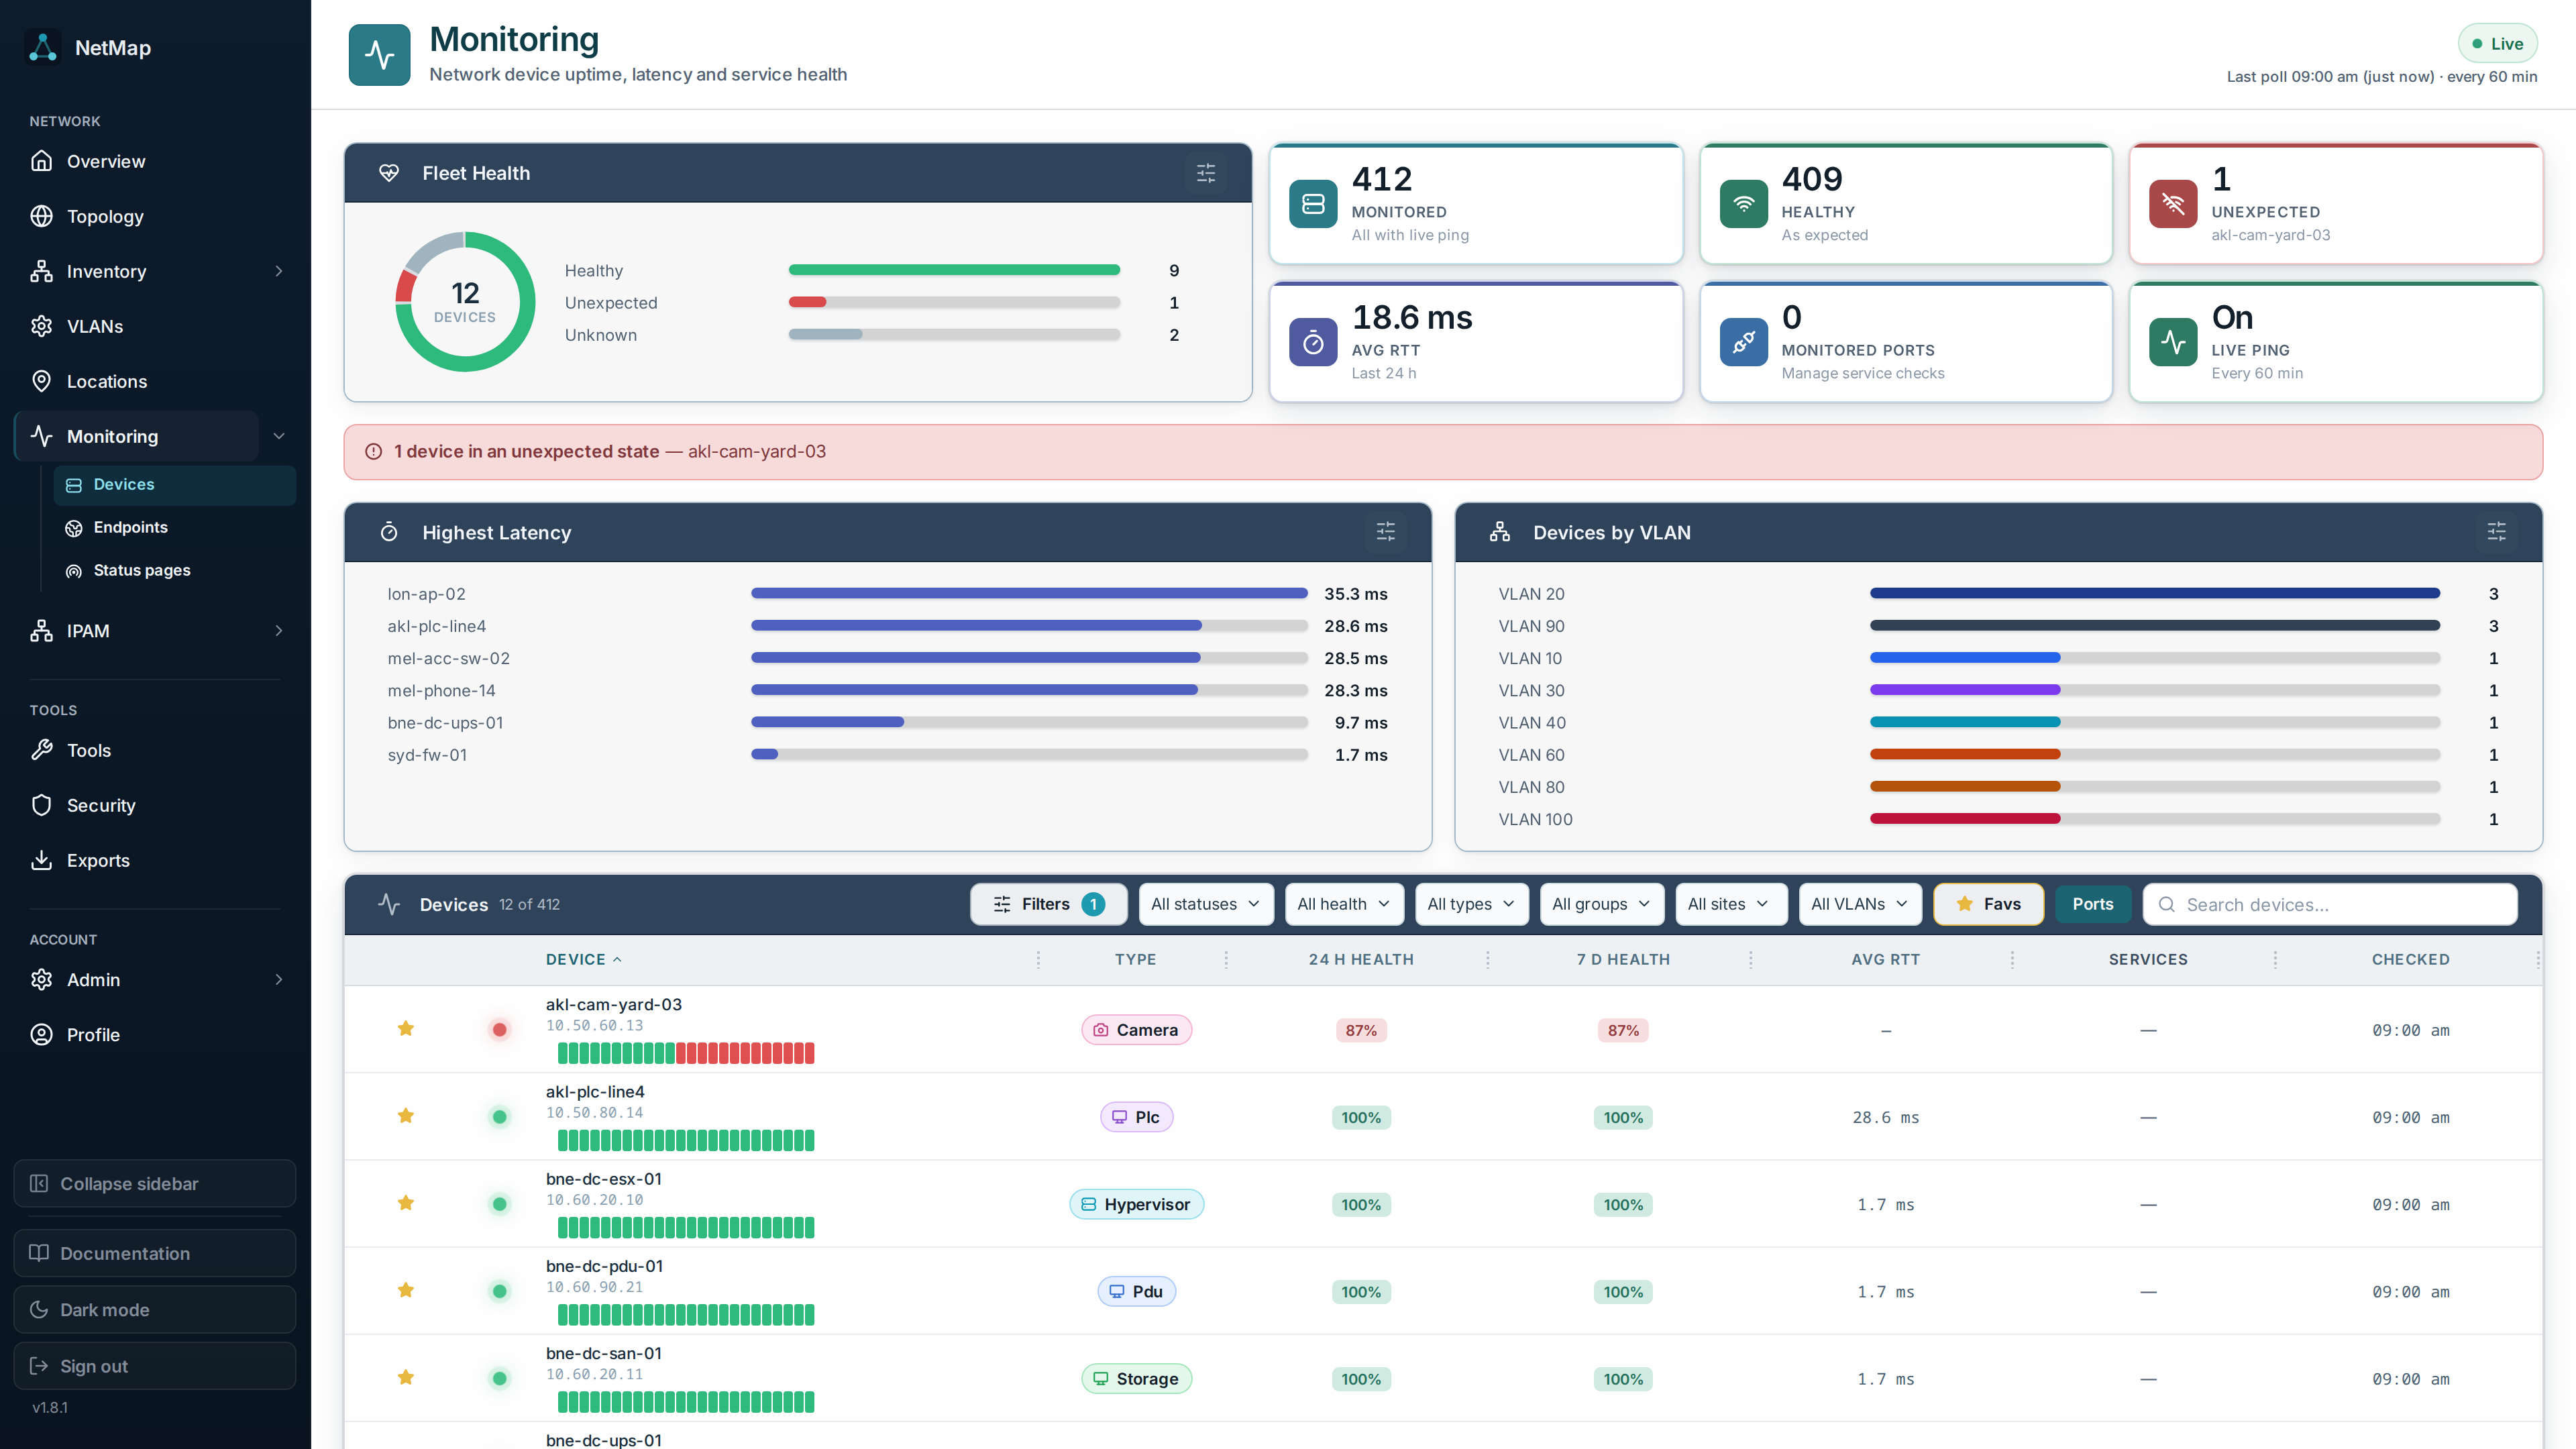 NetMap
NETWORK
Overview
Topology
Inventory
VLANs
Locations
Monitoring
Devices
Endpoints
Status pages
IPAM
TOOLS
Tools
Security
Exports
ACCOUNT
Admin
Profile
Collapse sidebar
Documentation
Dark mode
Sign out
v1.8.1
Monitoring
Network device uptime, latency and service health
Live
Last poll 09:00 am (just now) · every 60 min
Fleet Health
12
DEVICES
Healthy 9
Unexpected 1
Unknown 2
412
MONITORED
All with live ping
409
HEALTHY
As expected
1
UNEXPECTED
akl-cam-yard-03
18.6 ms
AVG RTT
Last 24 h
0
MONITORED PORTS
Manage service checks
On
LIVE PING
Every 60 min
1 device in an unexpected state — akl-cam-yard-03
Highest Latency
lon-ap-02 35.3 ms
akl-plc-line4 28.6 ms
mel-acc-sw-02 28.5 ms
mel-phone-14 28.3 ms
bne-dc-ups-01 9.7 ms
syd-fw-01 1.7 ms
Devices by VLAN
VLAN 20 3
VLAN 90 3
VLAN 10 1
VLAN 30 1
VLAN 40 1
VLAN 60 1
VLAN 80 1
VLAN 100 1
Devices 12 of 412 Filters 1 All statuses All health All types All groups All sites All VLANs Favs Ports Search devices...
DEVICE TYPE 24 H HEALTH 7 D HEALTH AVG RTT SERVICES CHECKED
akl-cam-yard-03
10.50.60.13
Camera 87% 87% – — 09:00 am
akl-plc-line4
10.50.80.14
Plc 100% 100% 28.6 ms — 09:00 am
bne-dc-esx-01
10.60.20.10
Hypervisor 100% 100% 1.7 ms — 09:00 am
bne-dc-pdu-01
10.60.90.21
Pdu 100% 100% 1.7 ms — 09:00 am
bne-dc-san-01
10.60.20.11
Storage 100% 100% 1.7 ms — 09:00 am
bne-dc-ups-01